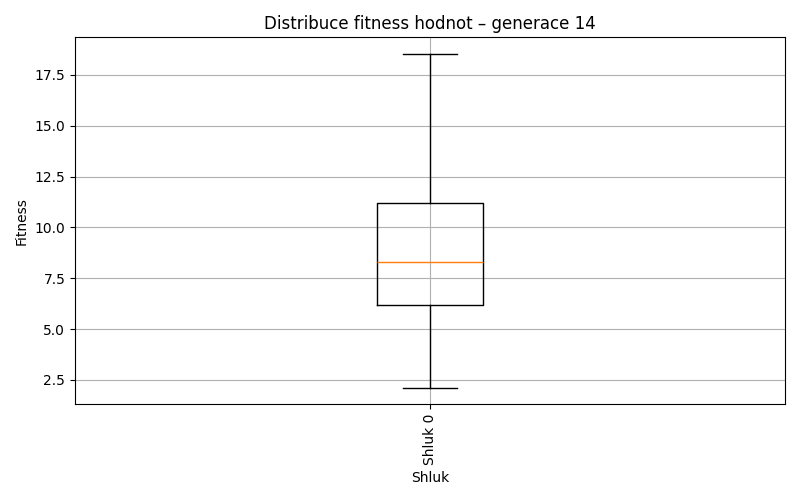 Distribuce fitness hodnot – generace 14
Fitness
17.5
15.0
12.5
10.0
7.5
5.0
2.5
Shluk 0
Shluk